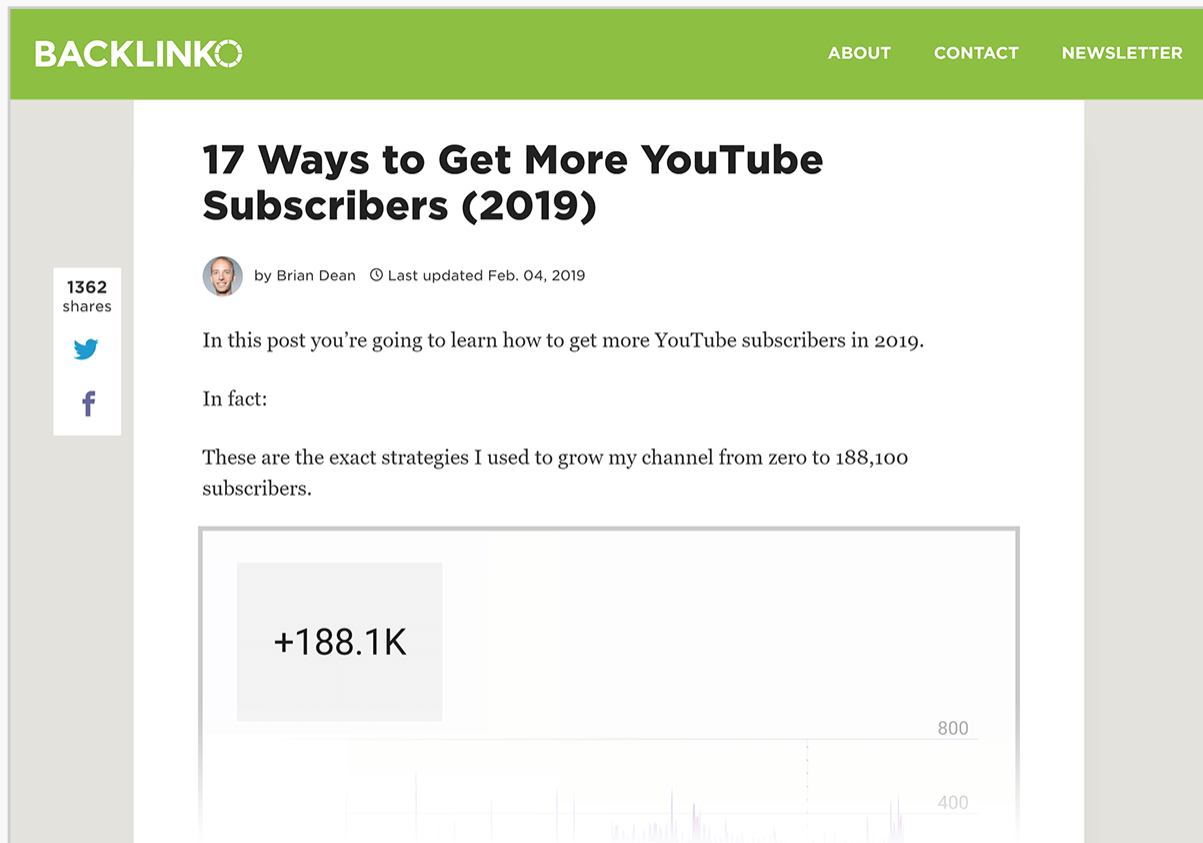 BACKLINKO
ABOUT CONTACT NEWSLETTER
17 Ways to Get More YouTube
Subscribers (2019)
by Brian Dean Last updated Feb. 04, 2019
1362
shares
In this post you’re going to learn how to get more YouTube subscribers in 2019.
In fact:
These are the exact strategies I used to grow my channel from zero to 188,100
subscribers.
+188.1K
800
400